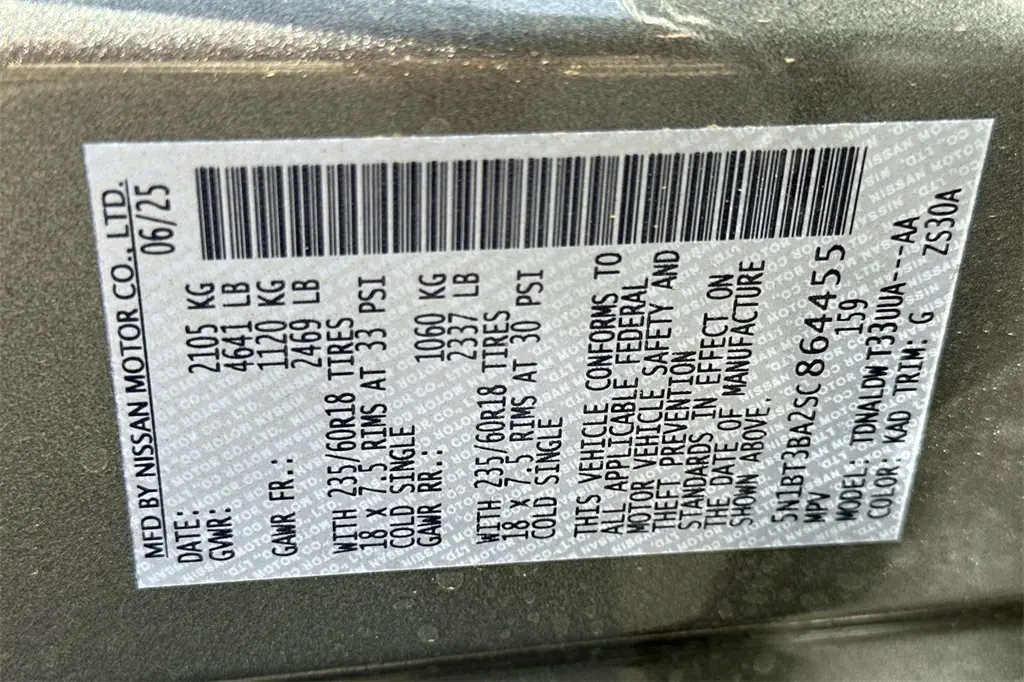 MFD BY NISSAN MOTOR CO., LTD.
DATE: 06/25
GVWR: 2105 KG
4641 LB
GAWR FR.: 1120 KG
2469 LB
WITH 235/60R18 TIRES
18 X 7.5 RIMS AT 33 PSI
COLD SINGLE
GAWR RR.: 1060 KG
2337 LB
WITH 235/60R18 TIRES
18 X 7.5 RIMS AT 30 PSI
COLD SINGLE
THIS VEHICLE CONFORMS TO
ALL APPLICABLE FEDERAL
MOTOR VEHICLE SAFETY AND
THEFT PREVENTION
STANDARDS IN EFFECT ON
THE DATE OF MANUFACTURE
SHOWN ABOVE.
5N1BT3BA2SC864455
MPV 159
MODEL: TDNALDW T33UUA---AA
COLOR: KAD TRIM: G ZS30A